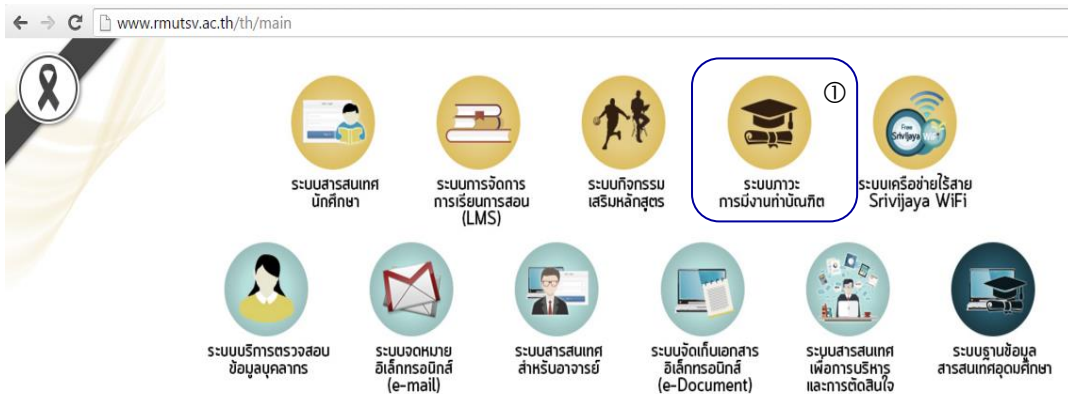 www.rmutsv.ac.th/th/main
①
Free
Srivijaya
WiFi
ระบบสารสนเทศ
นักศึกษา
ระบบการจัดการ
การเรียนการสอน
(LMS)
ระบบกิจกรรม
เสริมหลักสูตร
ระบบภาวะ
การมีงานทำบัณฑิต
ระบบเครือข่ายไร้สาย
Srivijaya WiFi
ระบบบริการตรวจสอบ
ข้อมูลบุคลากร
ระบบจดหมาย
อิเล็กทรอนิกส์
(e-mail)
ระบบสารสนเทศ
สำหรับอาจารย์
ระบบจัดเก็บเอกสาร
อิเล็กทรอนิกส์
(e-Document)
ระบบสารสนเทศ
เพื่อการบริหาร
และการตัดสินใจ
ระบบฐานข้อมูล
สารสนเทศอุดมศึกษา